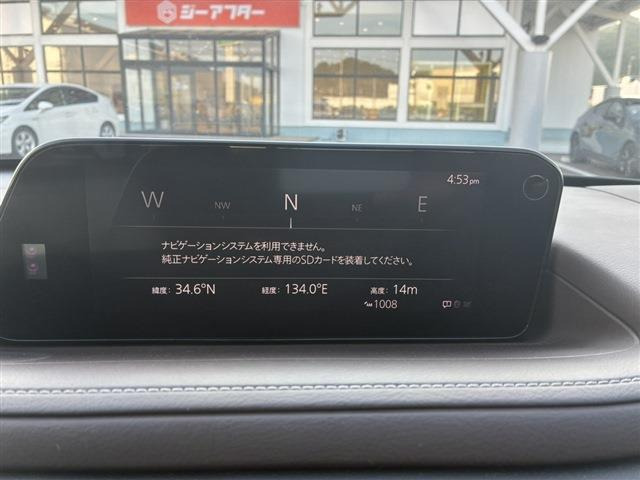 ジーアフター
4:53pm
W NW N NE E
ナビゲーションシステムを利用できません。
純正ナビゲーションシステム専用のSDカードを装着してください。
緯度: 34.6°N 経度: 134.0°E 高度: 14m
1008